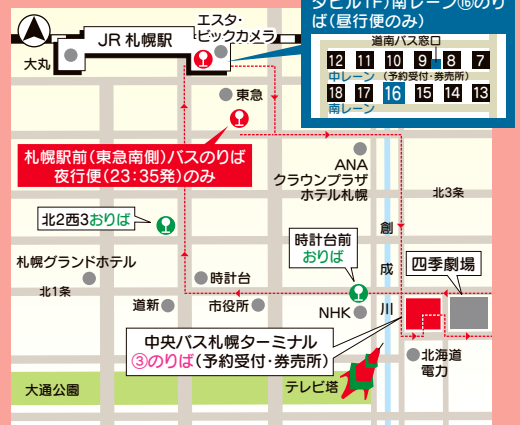 タビル1F)南レーン⑯のり
ば(昼行便のみ)
道南バス窓口
12 11 10 9 8 7
中レーン (予約受付・券売所)
18 17 16 15 14 13
南レーン
エスタ・
ビックカメラ
JR 札幌駅
大丸
東急
札幌駅前(東急南側)バスのりば
夜行便(23:35発)のみ
ANA
クラウンプラザ
ホテル札幌
北3条
北2西3おりば
創成川
時計台前
おりば
四季劇場
札幌グランドホテル
北1条
時計台
道新
市役所
NHK
中央バス札幌ターミナル
③のりば(予約受付・券売所)
北海道
電力
大通公園
テレビ塔